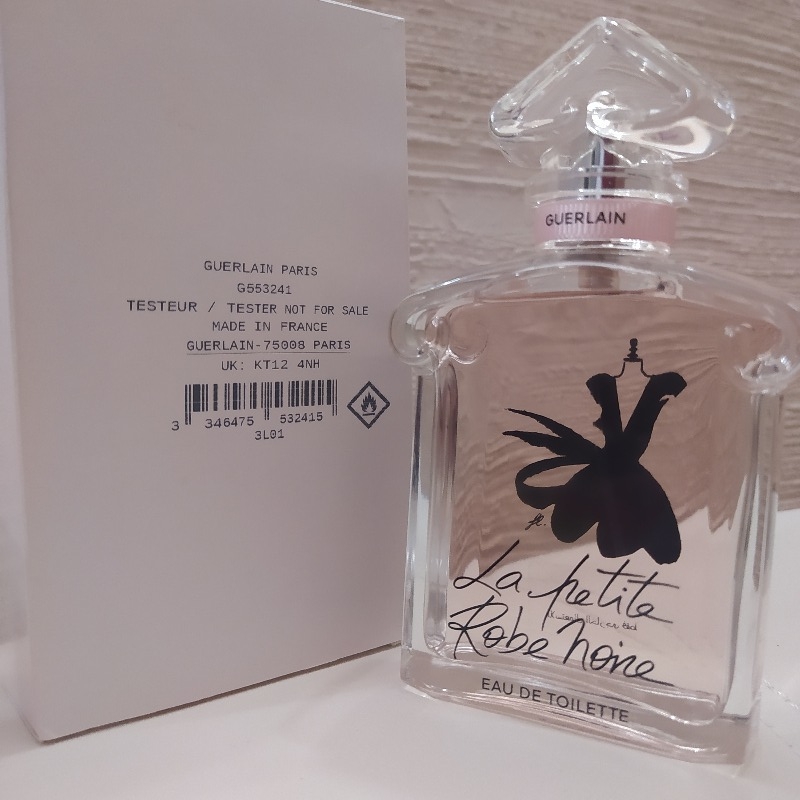 GUERLAIN PARIS
G553241
TESTEUR / TESTER NOT FOR SALE
MADE IN FRANCE
GUERLAIN-75008 PARIS
UK: KT12 4NH
3 346475 532415
3L01
GUERLAIN
La petite
Robe Noire
EAU DE TOILETTE